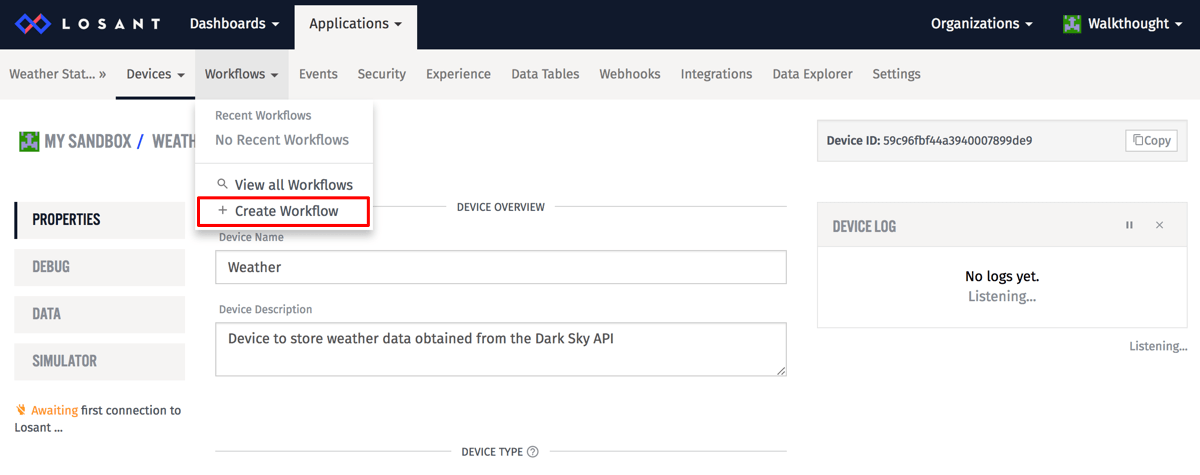 LOSANT Dashboards Applications Organizations Walkthought
Weather Stat... » Devices Workflows Events Security Experience Data Tables Webhooks Integrations Data Explorer Settings
Recent Workflows
No Recent Workflows
View all Workflows
+ Create Workflow
MY SANDBOX / WEATH
Device ID: 59c96fbf44a3940007899de9 Copy
PROPERTIES
DEBUG
DATA
SIMULATOR
Awaiting first connection to
Losant ...
DEVICE OVERVIEW
Device Name
Weather
Device Description
Device to store weather data obtained from the Dark Sky API
DEVICE TYPE ?
DEVICE LOG
No logs yet.
Listening...
Listening...